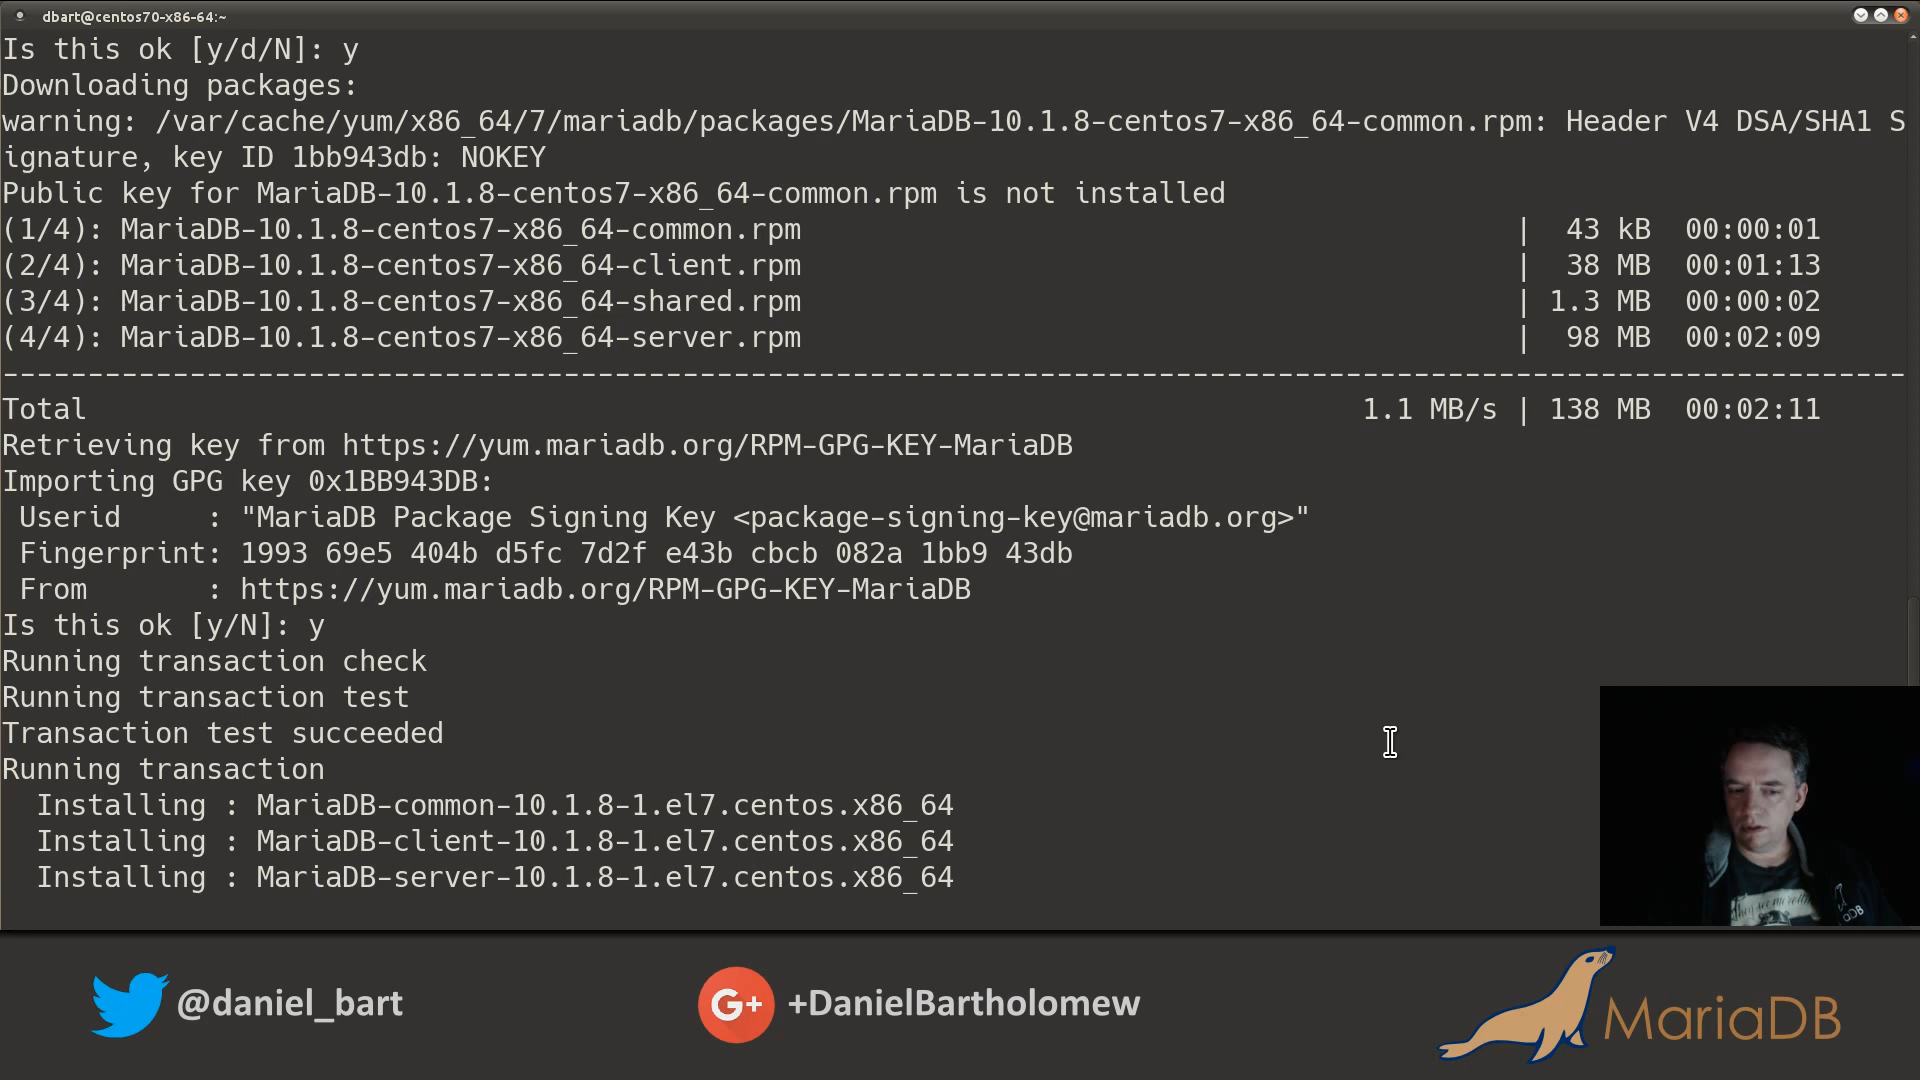 dbart@centos70-x86-64:~
Is this ok [y/d/N]: y
Downloading packages:
warning: /var/cache/yum/x86_64/7/mariadb/packages/MariaDB-10.1.8-centos7-x86_64-common.rpm: Header V4 DSA/SHA1 S
ignature, key ID 1bb943db: NOKEY
Public key for MariaDB-10.1.8-centos7-x86_64-common.rpm is not installed
(1/4): MariaDB-10.1.8-centos7-x86_64-common.rpm | 43 kB 00:00:01
(2/4): MariaDB-10.1.8-centos7-x86_64-client.rpm | 38 MB 00:01:13
(3/4): MariaDB-10.1.8-centos7-x86_64-shared.rpm | 1.3 MB 00:00:02
(4/4): MariaDB-10.1.8-centos7-x86_64-server.rpm | 98 MB 00:02:09
--------------------------------------------------------------------------------
Total 1.1 MB/s | 138 MB 00:02:11
Retrieving key from https://yum.mariadb.org/RPM-GPG-KEY-MariaDB
Importing GPG key 0x1BB943DB:
Userid : "MariaDB Package Signing Key <package-signing-key@mariadb.org>"
Fingerprint: 1993 69e5 404b d5fc 7d2f e43b cbcb 082a 1bb9 43db
From : https://yum.mariadb.org/RPM-GPG-KEY-MariaDB
Is this ok [y/N]: y
Running transaction check
Running transaction test
Transaction test succeeded
Running transaction
Installing : MariaDB-common-10.1.8-1.el7.centos.x86_64
Installing : MariaDB-client-10.1.8-1.el7.centos.x86_64
Installing : MariaDB-server-10.1.8-1.el7.centos.x86_64
@daniel_bart
G+ +DanielBartholomew
MariaDB